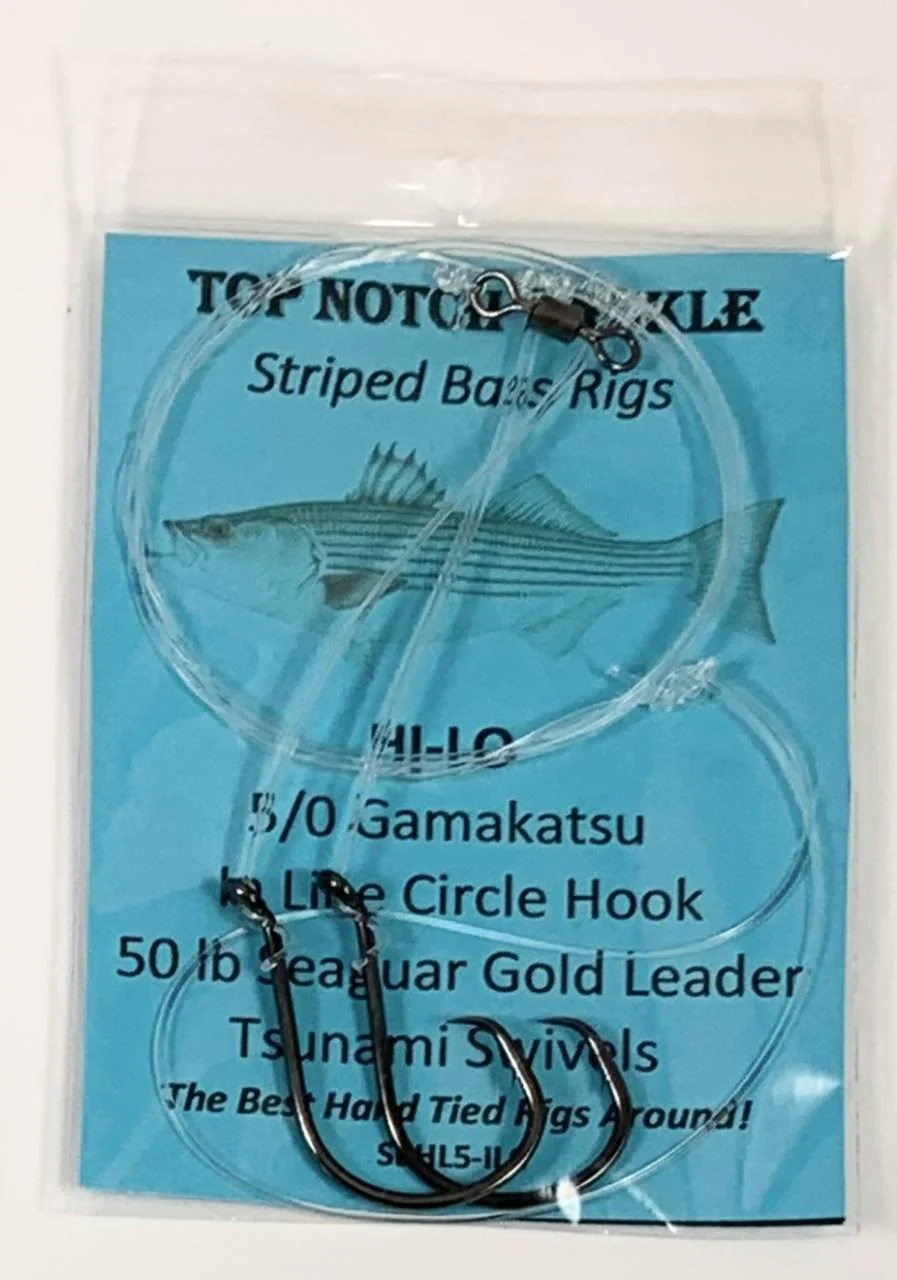 TOP NOTCH TACKLE
Striped Bass Rigs
HI-LO
5/0 Gamakatsu
In Line Circle Hook
50 lb Seaguar Gold Leader
Tsunami Swivels
The Best Hand Tied Rigs Around!